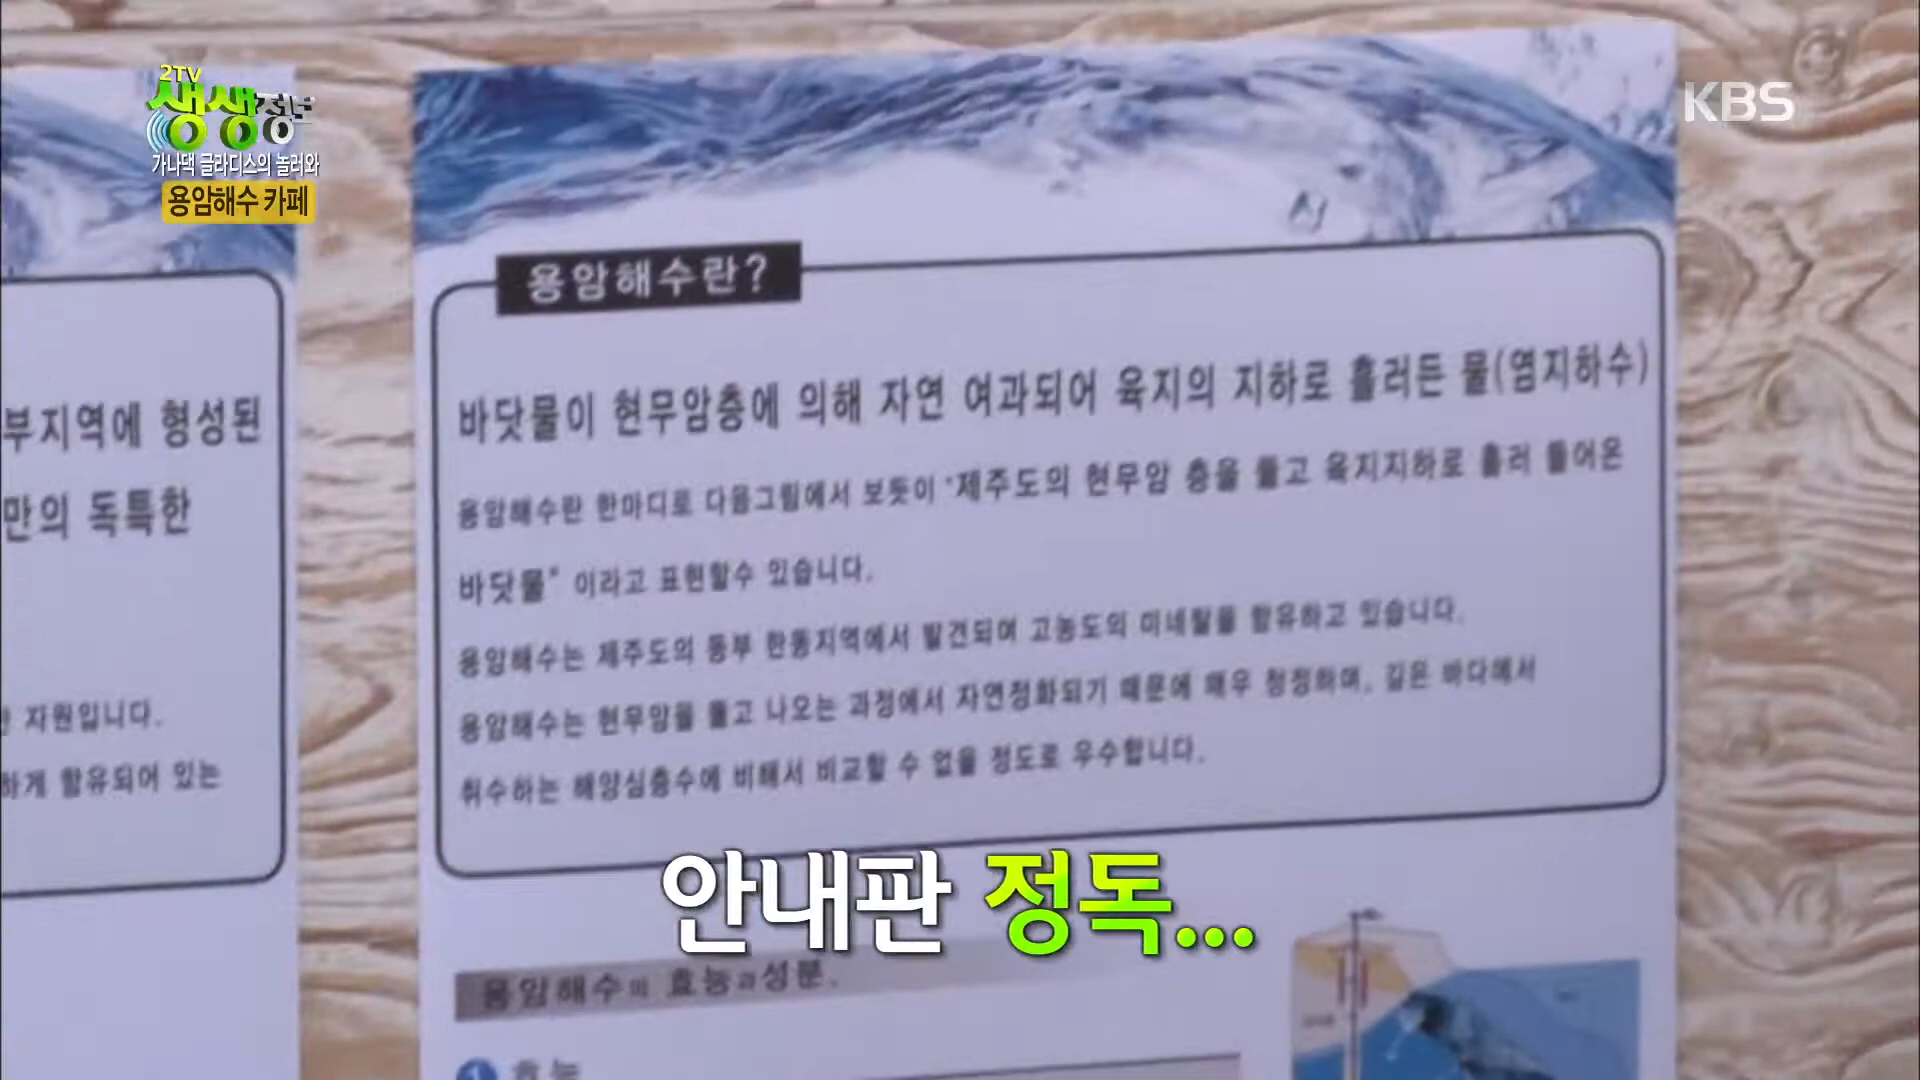 2TV
생생정보
가나댁 글라디스의 놀러와
용암해수 카페
KBS
부지역에 형성된
만의 독특한
자원입니다.
하게 함유되어 있는
용암해수란?
바닷물이 현무암층에 의해 자연 여과되어 육지의 지하로 흘러든 물(염지하수)
용암해수란 한마디로 다음그림에서 보듯이 "제주도의 현무암 층을 뚫고 육지지하로 흘러 들어온
바닷물" 이라고 표현할수 있습니다.
용암해수는 제주도의 동부 한동지역에서 발견되며 고농도의 미네랄을 함유하고 있습니다.
용암해수는 현무암을 뚫고 나오는 과정에서 자연정화되기 때문에 매우 청정하며, 깊은 바다에서
취수하는 해양심층수에 비해서 비교할 수 없을 정도로 우수합니다.
안내판 정독...
용암해수의 효능과성분.
1 효능